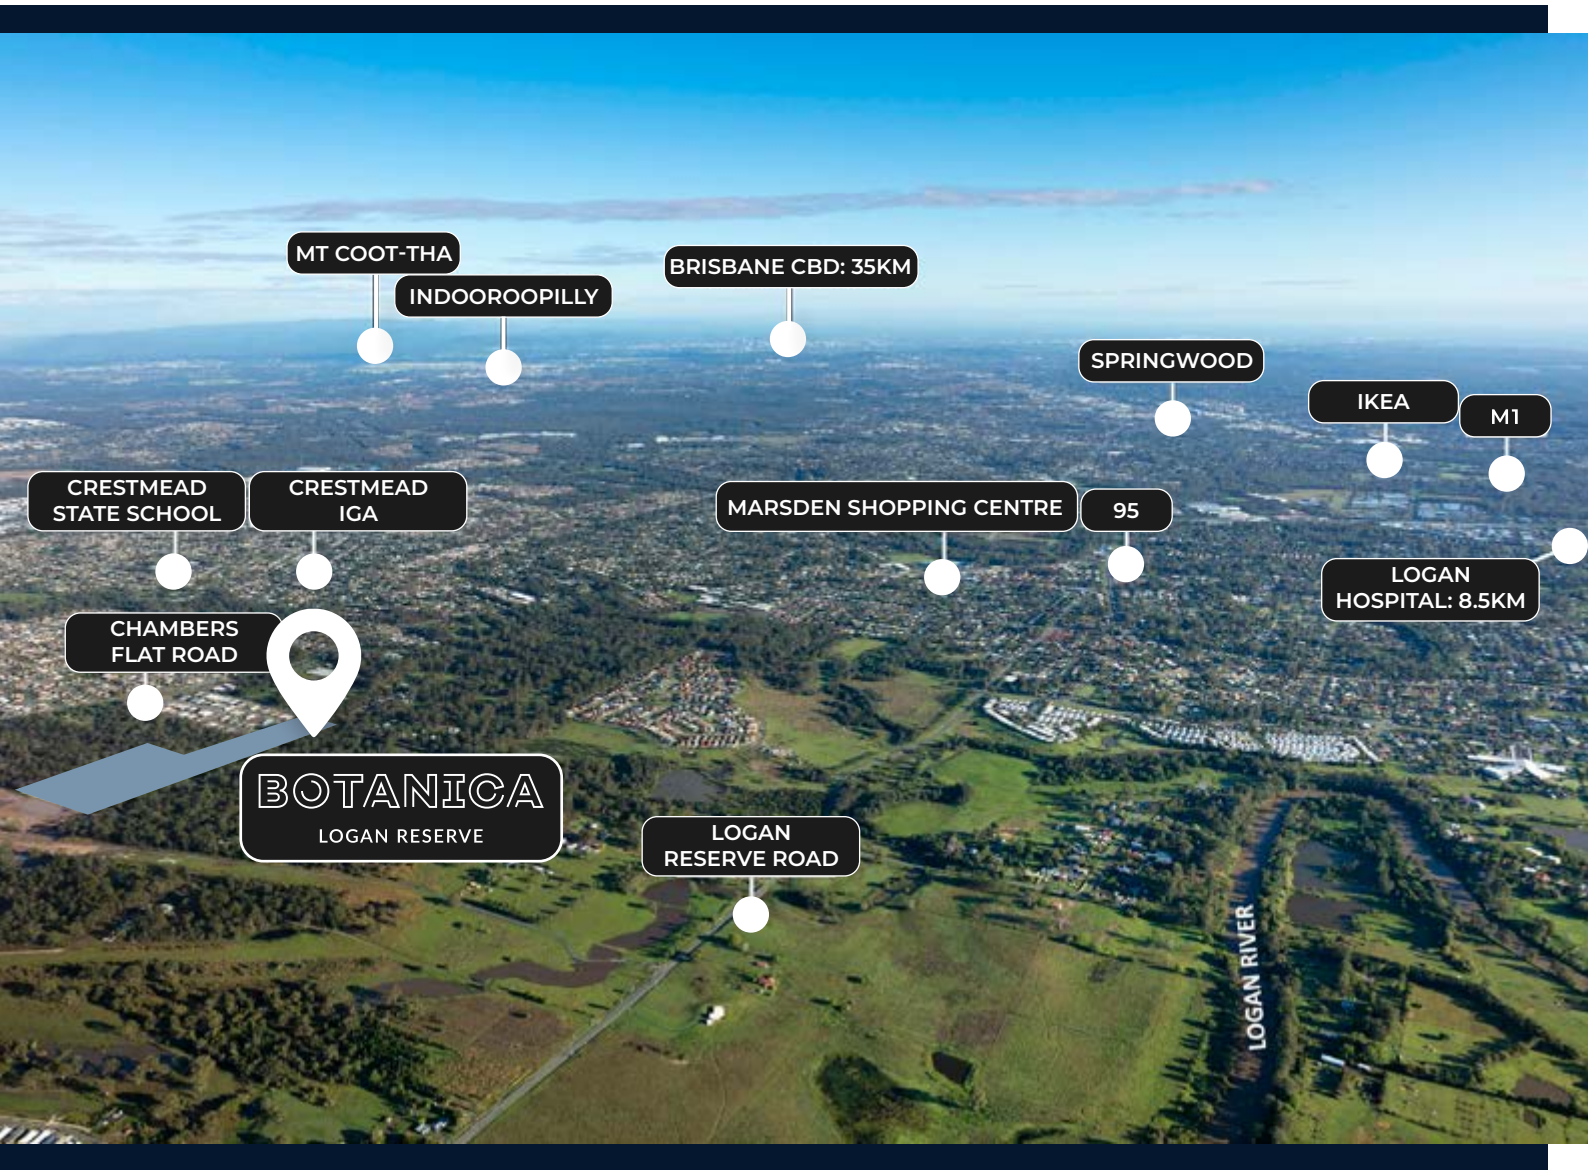 MT COOT-THA
INDOOROOPILLY
BRISBANE CBD: 35KM
SPRINGWOOD
IKEA
M1
CRESTMEAD
STATE SCHOOL
CRESTMEAD
IGA
MARSDEN SHOPPING CENTRE
95
LOGAN
HOSPITAL: 8.5KM
CHAMBERS
FLAT ROAD
BOTANICA
LOGAN RESERVE
LOGAN
RESERVE ROAD
LOGAN RIVER